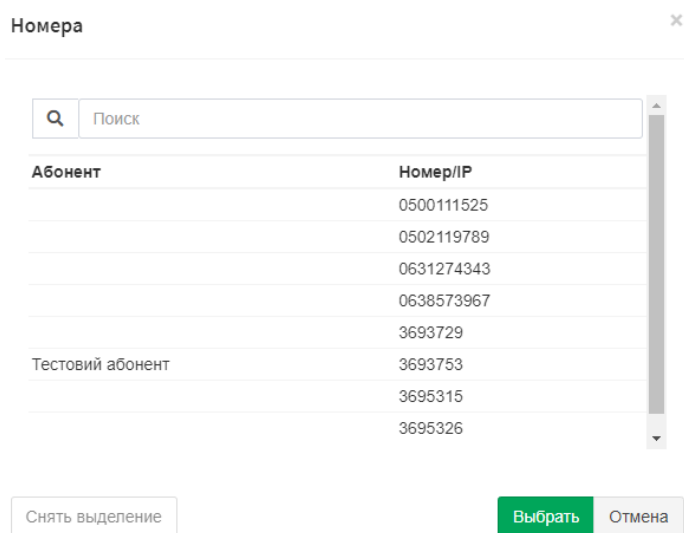 Номера ×
Поиск
Абонент Номер/IP
0500111525
0502119789
0631274343
0638573967
3693729
Тестовий абонент 3693753
3695315
3695326
Снять выделение Выбрать Отмена